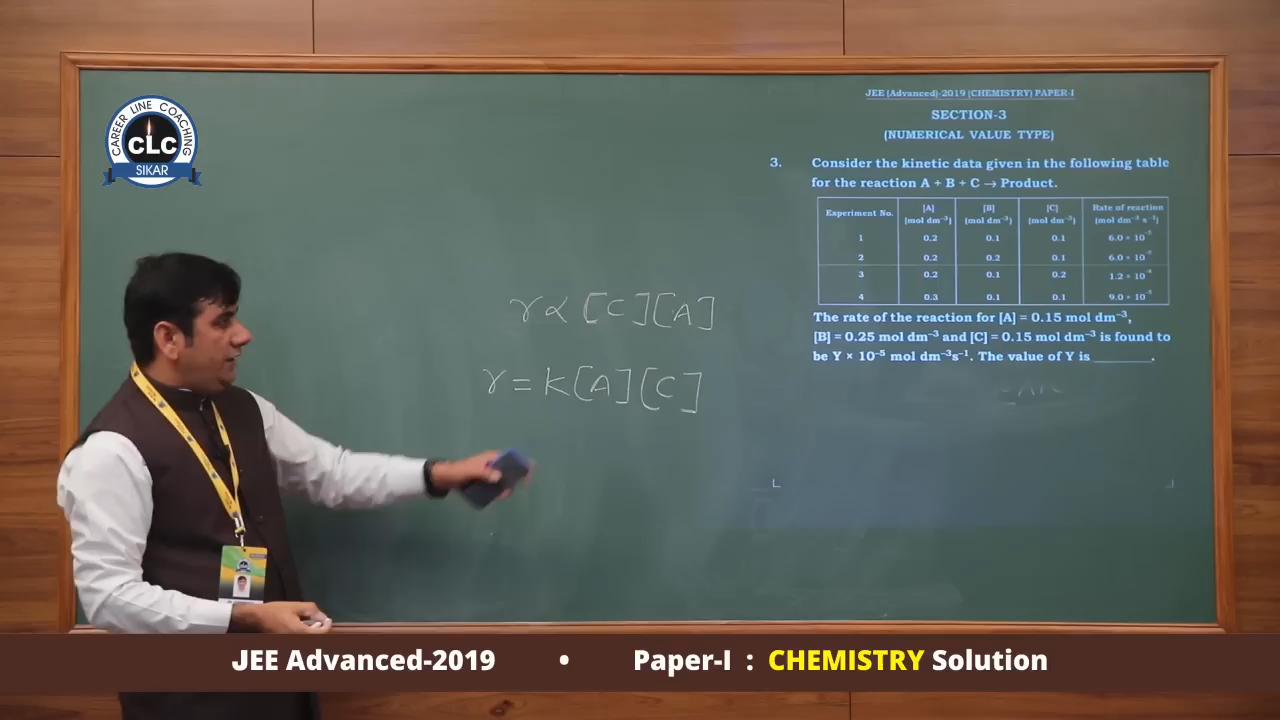 CAREER LINE COACHING
CLC
SIKAR
JEE (Advanced)-2019 (CHEMISTRY) PAPER-I
SECTION-3
(NUMERICAL VALUE TYPE)
3. Consider the kinetic data given in the following table
for the reaction A + B + C → Product.
Experiment No. [A] (mol dm⁻³) [B] (mol dm⁻³) [C] (mol dm⁻³) Rate of reaction (mol dm⁻³ s⁻¹)
1 0.2 0.1 0.1 6.0 × 10⁻⁵
2 0.2 0.2 0.1 6.0 × 10⁻⁵
3 0.2 0.1 0.2 1.2 × 10⁻⁴
4 0.3 0.1 0.1 9.0 × 10⁻⁵
The rate of the reaction for [A] = 0.15 mol dm⁻³,
[B] = 0.25 mol dm⁻³ and [C] = 0.15 mol dm⁻³ is found to
be Y × 10⁻⁵ mol dm⁻³s⁻¹. The value of Y is ________.
r ∝ [C][A]
r = K[A][C]
JEE Advanced-2019 • Paper-I : CHEMISTRY Solution